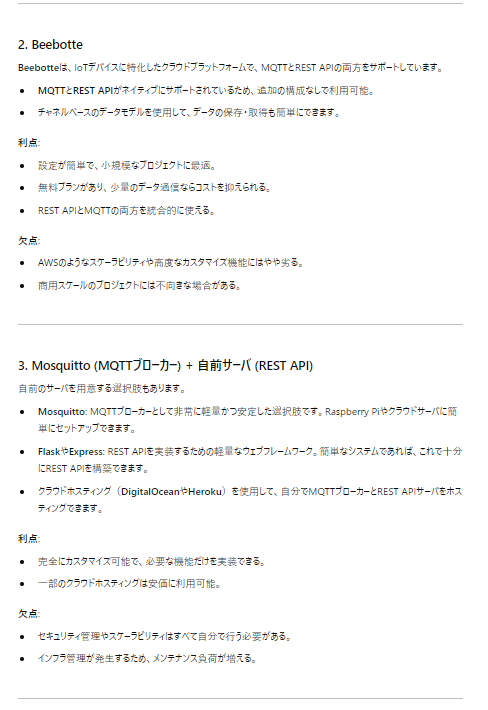 2. Beebotte
Beebotteは、IoTデバイスに特化したクラウドプラットフォームで、MQTTとREST APIの両方をサポートしています。
● MQTTとREST APIがネイティブにサポートされているため、追加の構成なしで利用可能。
● チャネルベースのデータモデルを使用して、データの保存・取得も簡単にできます。
利点:
● 設定が簡単で、小規模なプロジェクトに最適。
● 無料プランがあり、少量のデータ通信ならコストを抑えられる。
● REST APIとMQTTの両方を統合的に使える。
欠点:
● AWSのようなスケーラビリティや高度なカスタマイズ機能にはやや劣る。
● 商用スケールのプロジェクトには不向きな場合がある。
3. Mosquitto (MQTTブローカー) + 自前サーバ (REST API)
自前のサーバを用意する選択肢もあります。
● Mosquitto: MQTTブローカーとして非常に軽量かつ安定した選択肢です。Raspberry Piやクラウドサーバに簡
単にセットアップできます。
● FlaskやExpress: REST APIを実装するための軽量なウェブフレームワーク。簡単なシステムであれば、これで十分
にREST APIを構築できます。
● クラウドホスティング（DigitalOceanやHeroku）を使用して、自分でMQTTブローカーとREST APIサーバをホス
ティングできます。
利点:
● 完全にカスタマイズ可能で、必要な機能だけを実装できる。
● 一部のクラウドホスティングは安価に利用可能。
欠点:
● セキュリティ管理やスケーラビリティはすべて自分で行う必要がある。
● インフラ管理が発生するため、メンテナンス負荷が増える。